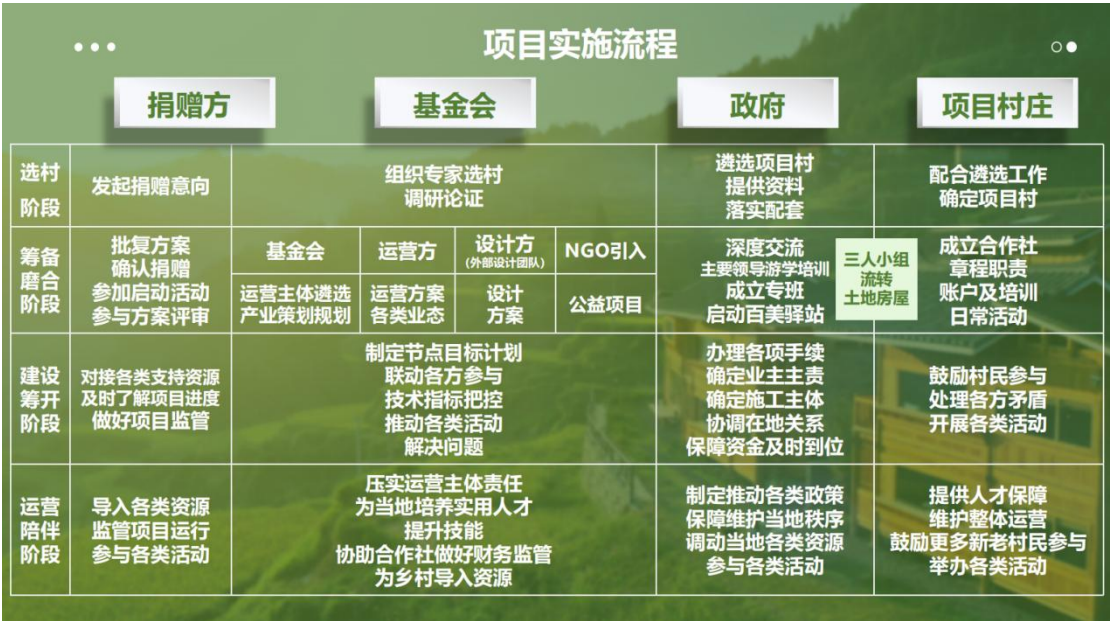 项目实施流程
捐赠方
基金会
政府
项目村庄
选村
阶段
发起捐赠意向
组织专家选村
调研论证
遴选项目村
提供资料
落实配套
配合遴选工作
确定项目村
筹备
磨合
阶段
批复方案
确认捐赠
参加启动活动
参与方案评审
基金会
运营方
设计方
(外部设计团队)
NGO引入
运营主体遴选
产业策划规划
运营方案
各类业态
设计
方案
公益项目
深度交流
主要领导游学培训
成立专班
启动百美驿站
三人小组
流转
土地房屋
成立合作社
章程职责
账户及培训
日常活动
建设
筹开
阶段
对接各类支持资源
及时了解项目进度
做好项目监管
制定节点目标计划
联动各方参与
技术指标把控
推动各类活动
解决问题
办理各项手续
确定业主主责
确定施工主体
协调在地关系
保障资金及时到位
鼓励村民参与
处理各方矛盾
开展各类活动
运营
陪伴
阶段
导入各类资源
监管项目运行
参与各类活动
压实运营主体责任
为当地培养实用人才
提升技能
协助合作社做好财务监管
为乡村导入资源
制定推动各类政策
保障维护当地秩序
调动当地各类资源
参与各类活动
提供人才保障
维护整体运营
鼓励更多新老村民参与
举办各类活动